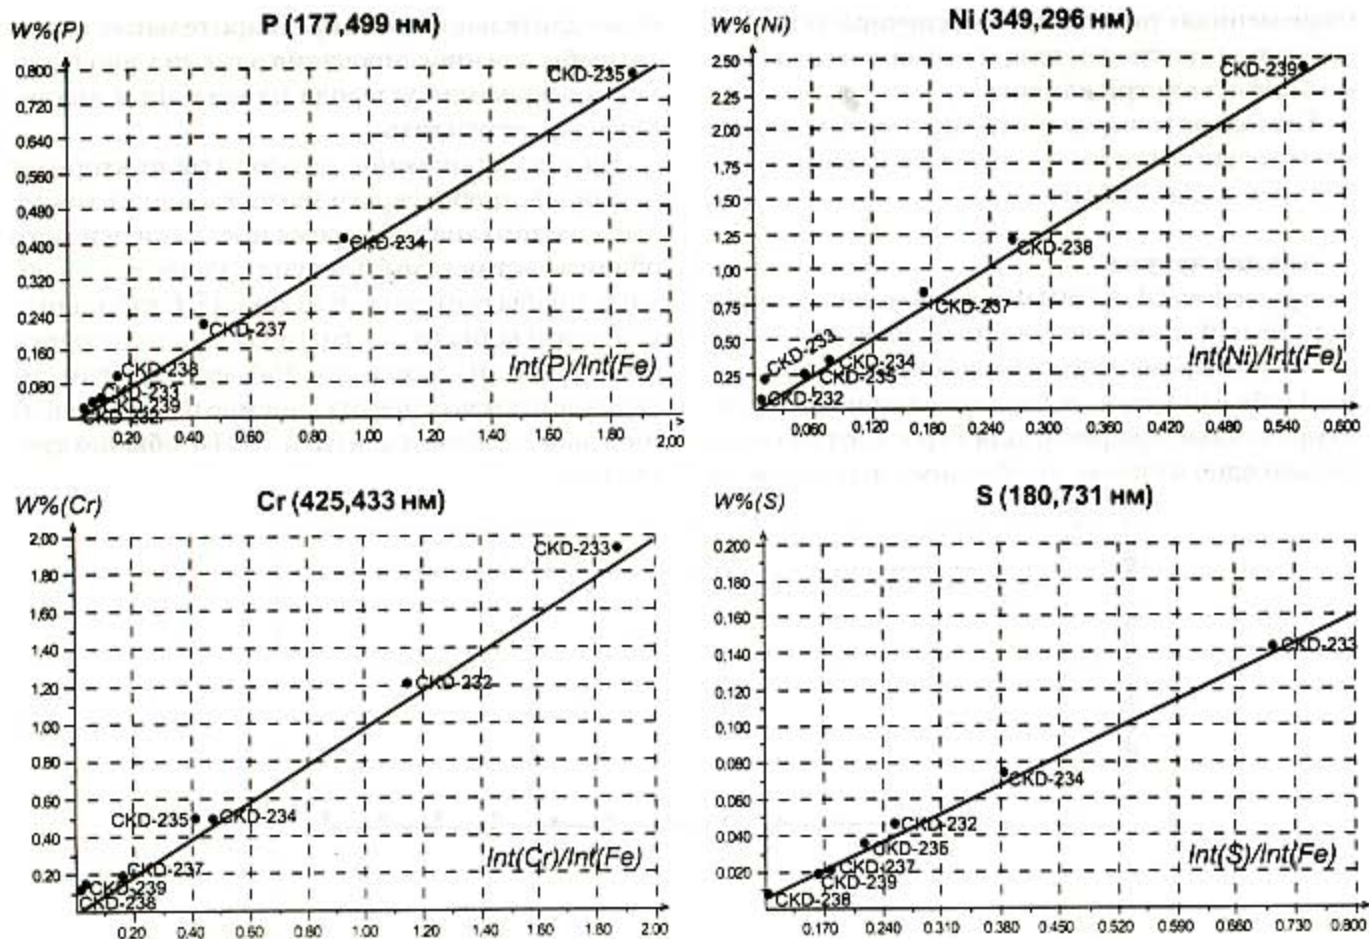 P (177,499 нм)
W%(P)
0.800
0.720
0.640
0.560
0.480
0.400
0.320
0.240
0.160
0.080
CKD-235
CKD-234
CKD-237
CKD-238
CKD-233
CKD-239
Int(P)/Int(Fe)
0.20 0.40 0.60 0.80 1.00 1.20 1.40 1.60 1.80 2.00
Ni (349,296 нм)
W%(Ni)
2.50
2.25
2.00
1.75
1.50
1.25
1.00
0.75
0.50
0.25
CKD-239
CKD-238
CKD-237
CKD-233
CKD-234
CKD-235
CKD-232
Int(Ni)/Int(Fe)
0.060 0.120 0.180 0.240 0.300 0.360 0.420 0.480 0.540 0.600
Cr (425,433 нм)
W%(Cr)
2.00
1.80
1.60
1.40
1.20
1.00
0.80
0.60
0.40
0.20
CKD-233
CKD-232
CKD-235
CKD-234
CKD-237
CKD-239
CKD-238
Int(Cr)/Int(Fe)
0.20 0.40 0.60 0.80 1.00 1.20 1.40 1.60 1.80 2.00
S (180,731 нм)
W%(S)
0.200
0.180
0.160
0.140
0.120
0.100
0.080
0.060
0.040
0.020
CKD-233
CKD-234
CKD-232
CKD-235
CKD-237
CKD-239
CKD-238
Int(S)/Int(Fe)
0.170 0.240 0.310 0.380 0.450 0.520 0.590 0.660 0.730 0.800